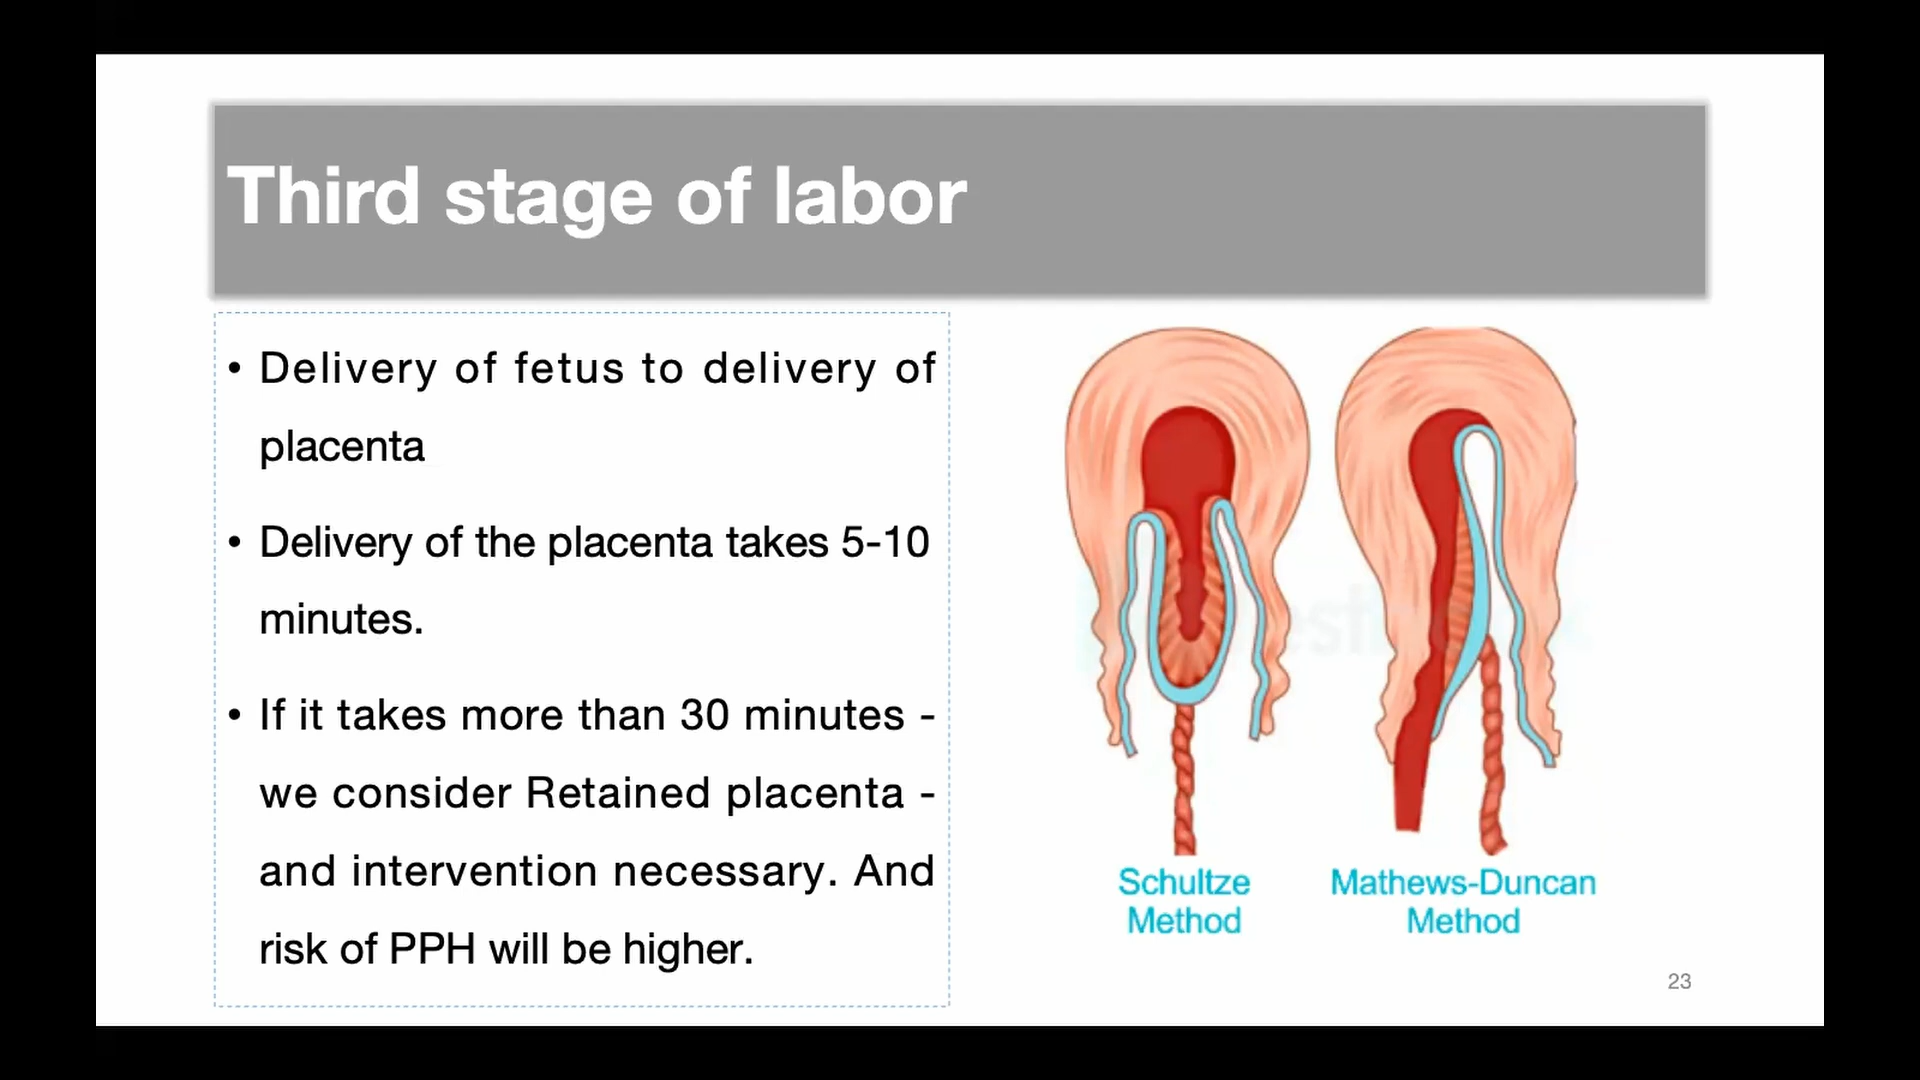 Third stage of labor
• Delivery of fetus to delivery of
placenta
• Delivery of the placenta takes 5-10
minutes.
• If it takes more than 30 minutes -
we consider Retained placenta -
and intervention necessary. And
risk of PPH will be higher.
Schultze
Method
Mathews-Duncan
Method
23